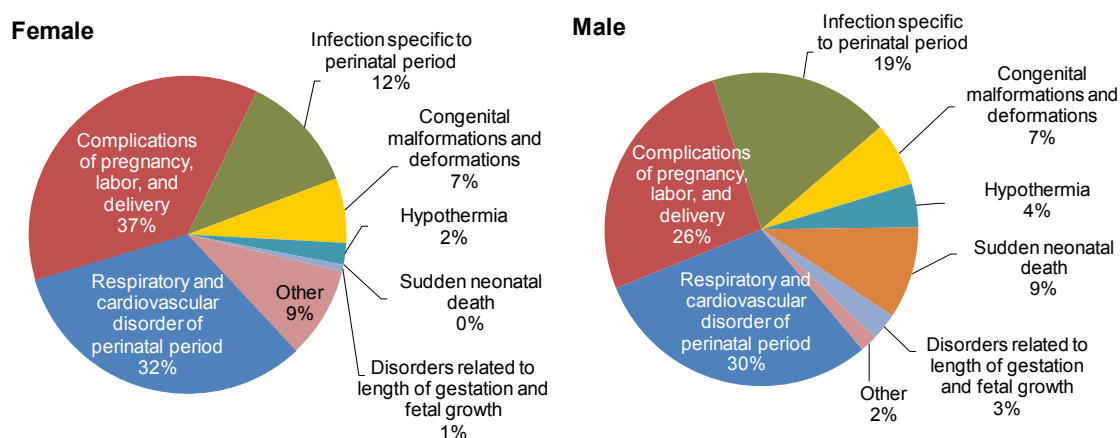 Female
Infection specific to
perinatal period
12%
Congenital
malformations and
deformations
7%
Hypothermia
2%
Sudden neonatal
death
0%
Disorders related to
length of gestation and
fetal growth
1%
Other
9%
Respiratory and
cardiovascular
disorder of
perinatal period
32%
Complications
of pregnancy,
labor, and
delivery
37%
Male
Infection specific
to perinatal period
19%
Congenital
malformations and
deformations
7%
Hypothermia
4%
Sudden neonatal
death
9%
Disorders related to
length of gestation
and fetal growth
3%
Other
2%
Respiratory and
cardiovascular
disorder of
perinatal period
30%
Complications
of pregnancy,
labor, and
delivery
26%